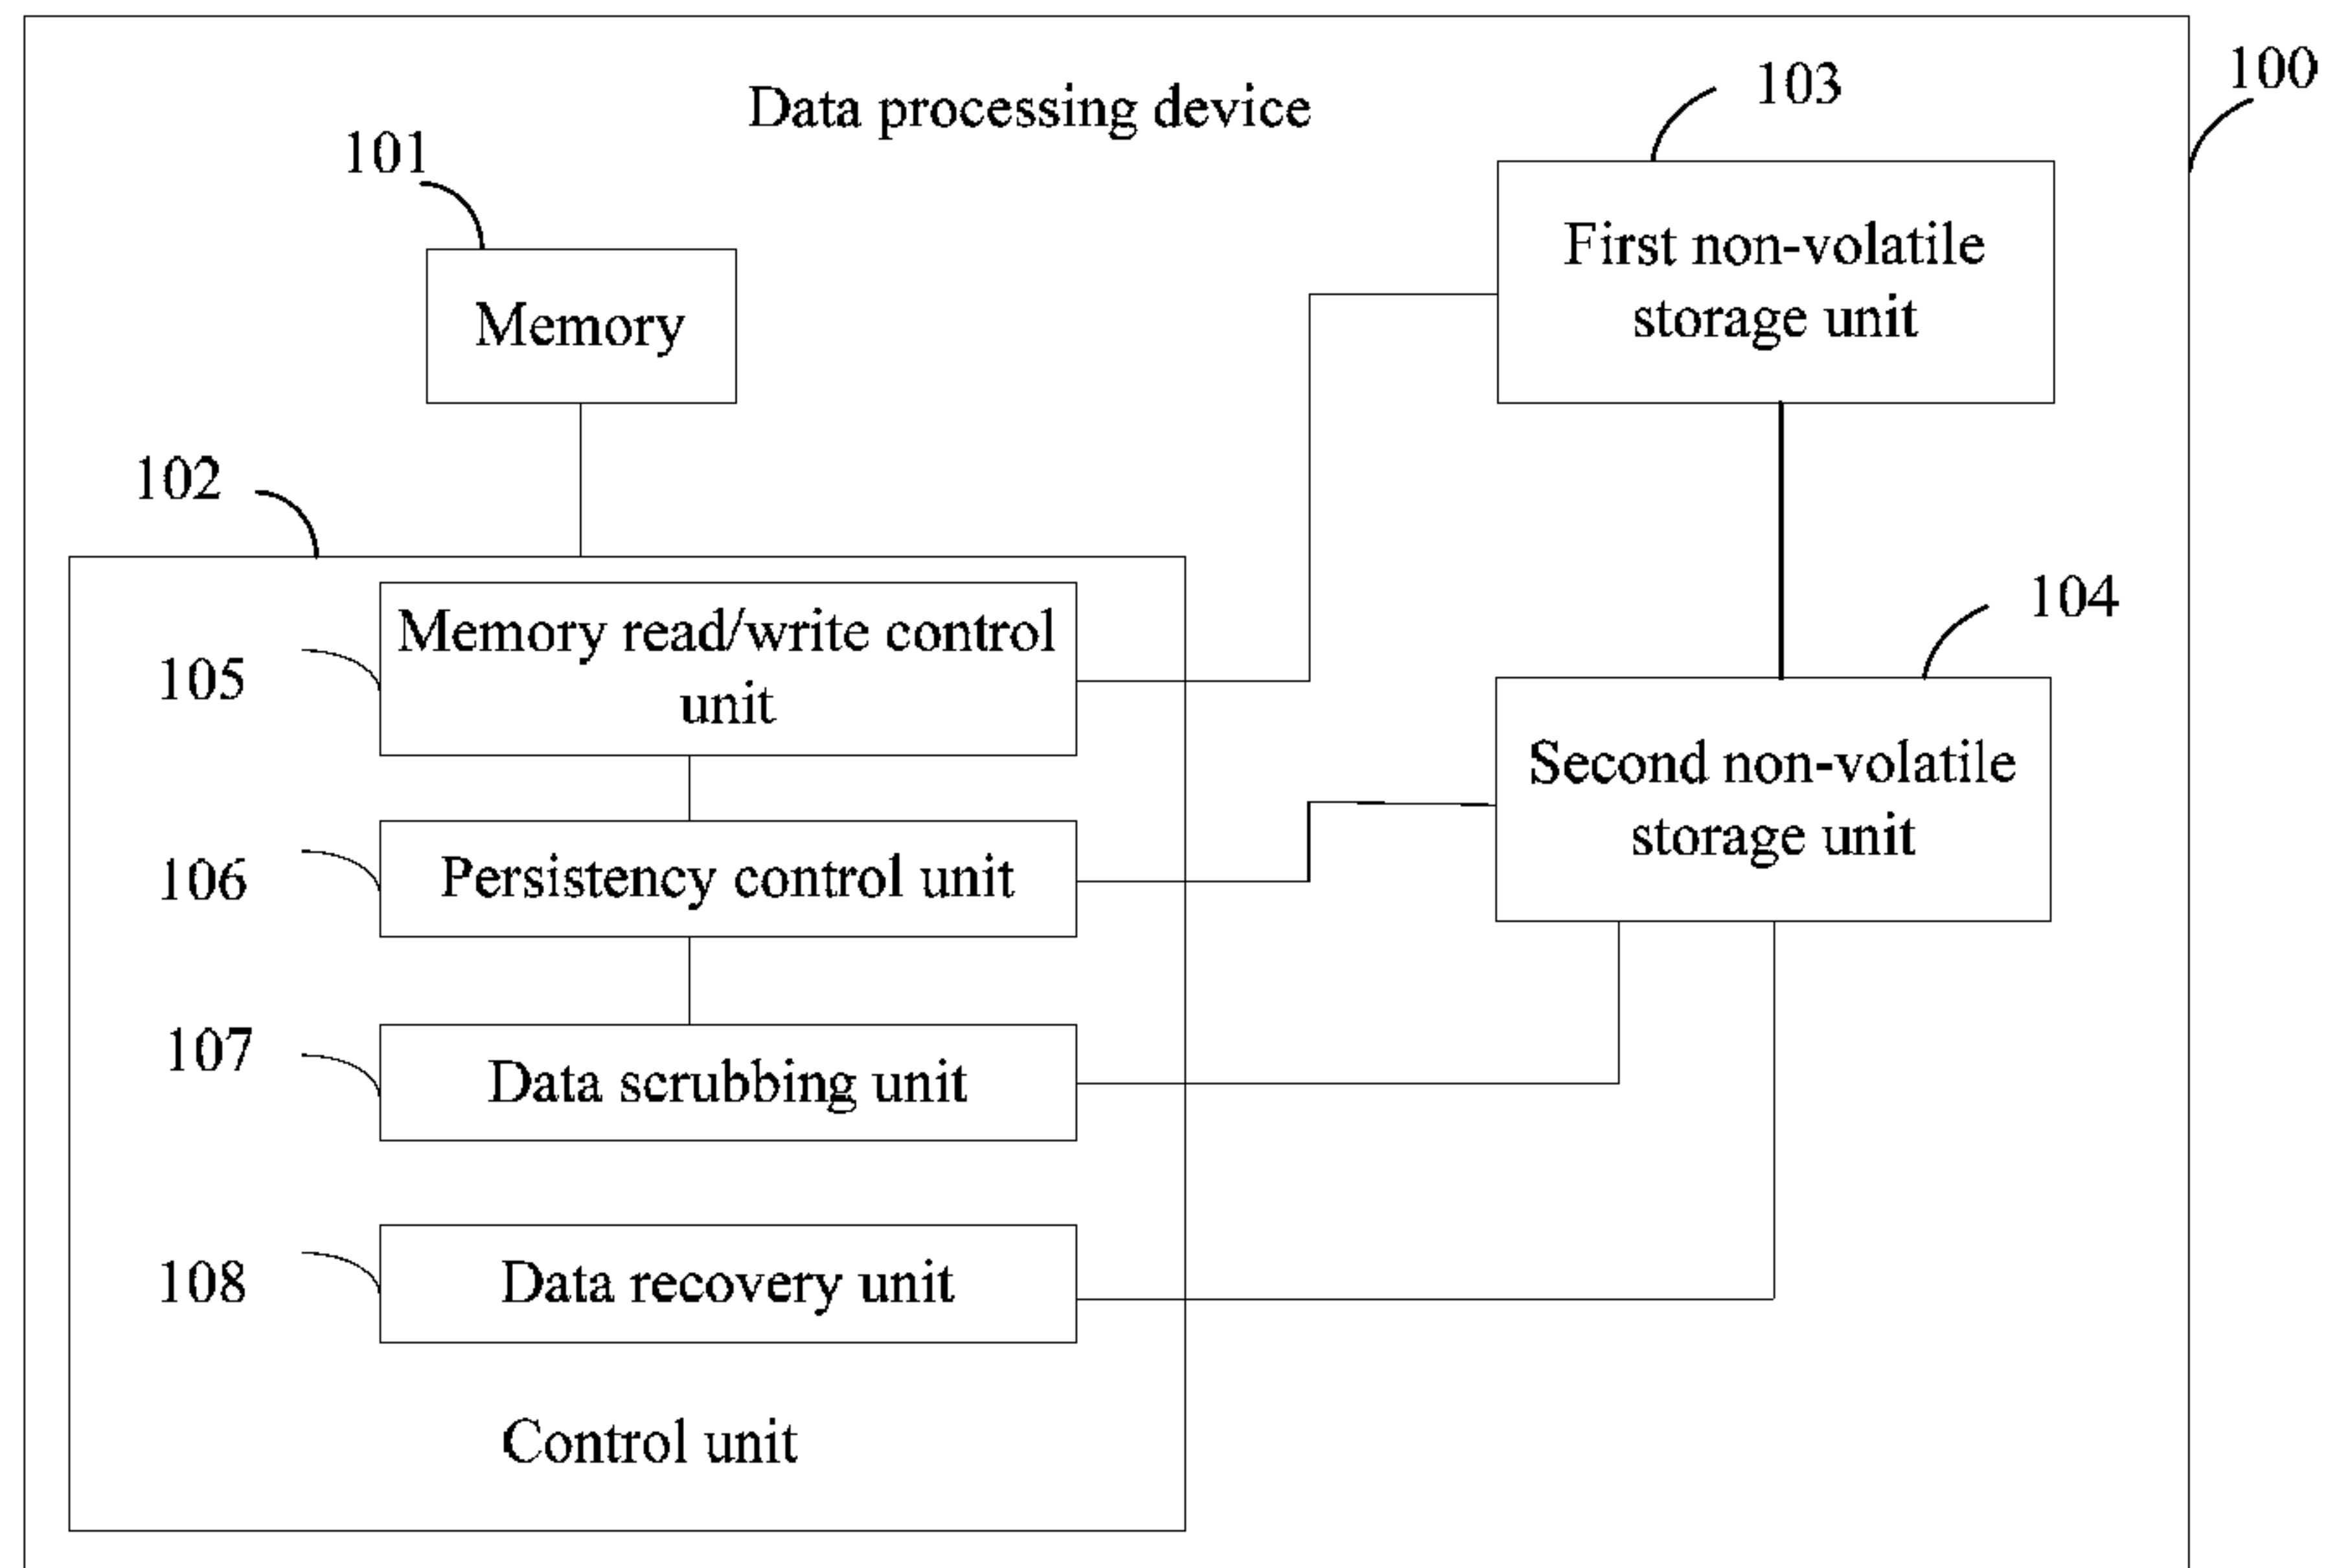 100
Data processing device
103
101
First non-volatile
storage unit
Memory
102
104
Memory read/write control
unit
105
Second non-volatile
storage unit
106
Persistency control unit
107
Data scrubbing unit
108
Data recovery unit
Control unit